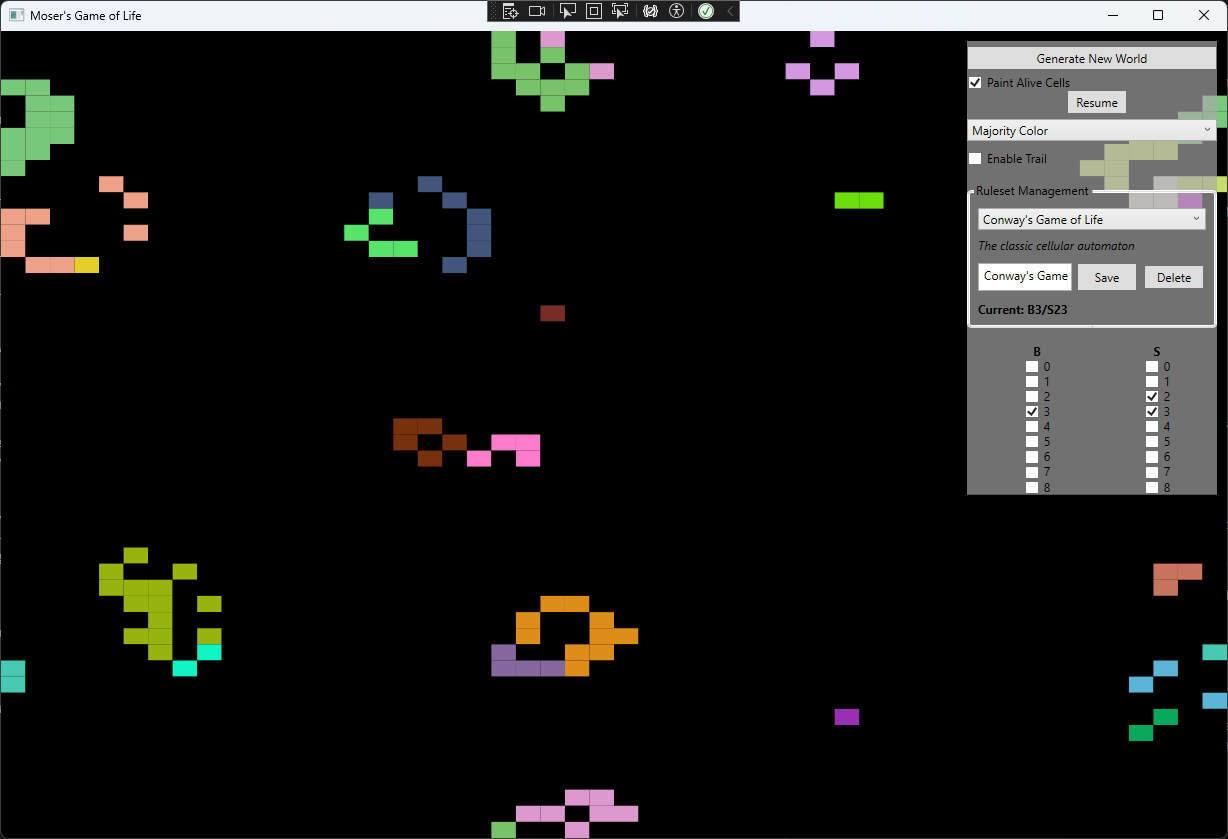 Moser's Game of Life
Generate New World
Paint Alive Cells
Resume
Majority Color
Enable Trail
Ruleset Management
Conway's Game of Life
The classic cellular automaton
Conway's Game Save Delete
Current: B3/S23
B S
0 0
1 1
2 2
3 3
4 4
5 5
6 6
7 7
8 8